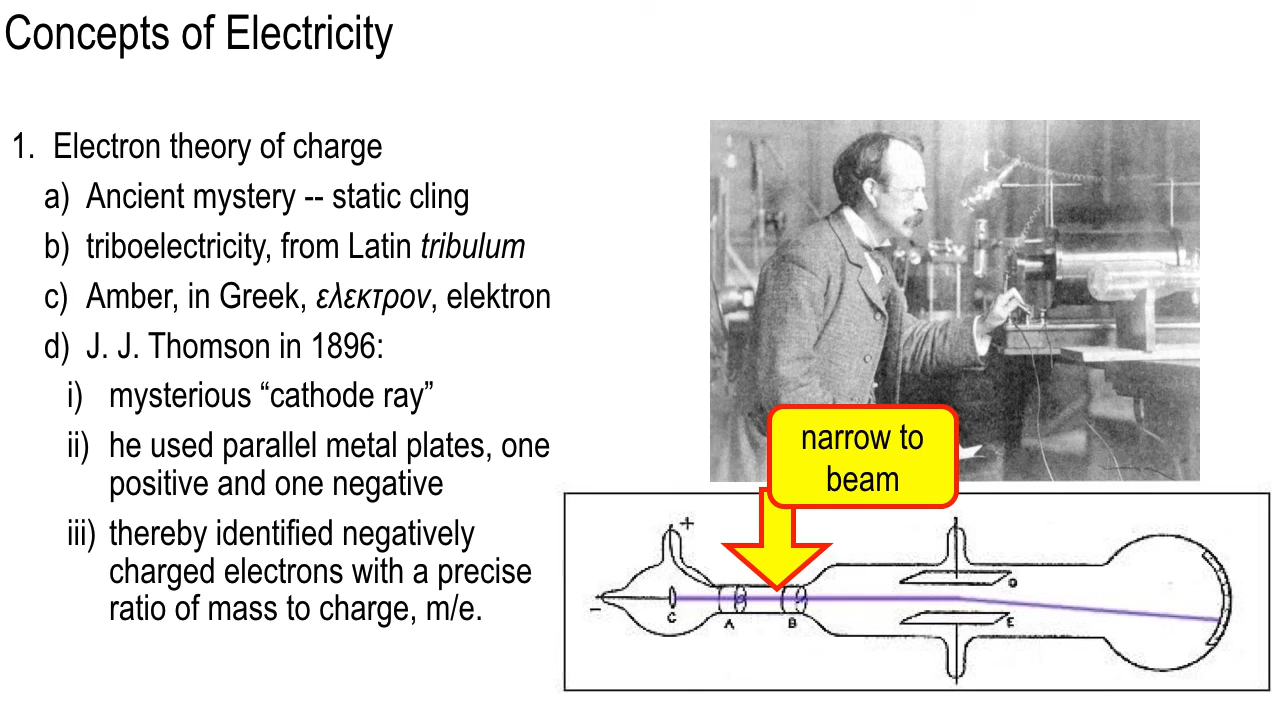 Concepts of Electricity
1. Electron theory of charge
a) Ancient mystery -- static cling
b) triboelectricity, from Latin tribulum
c) Amber, in Greek, ελεκτρον, elektron
d) J. J. Thomson in 1896:
i) mysterious “cathode ray”
ii) he used parallel metal plates, one
positive and one negative
iii) thereby identified negatively
charged electrons with a precise
ratio of mass to charge, m/e.
narrow to
beam
+
–
C
A
B
E